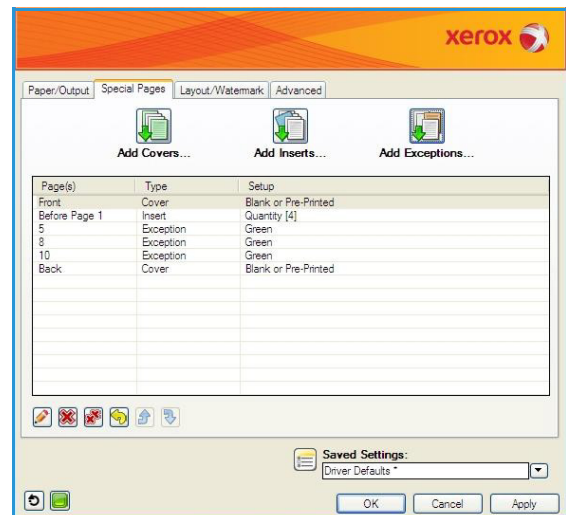 xerox
Paper/Output Special Pages Layout/Watermark Advanced
Add Covers... Add Inserts... Add Exceptions...
Page(s) Type Setup
Front Cover Blank or Pre-Printed
Before Page 1 Insert Quantity [4]
5 Exception Green
8 Exception Green
10 Exception Green
Back Cover Blank or Pre-Printed
Saved Settings:
Driver Defaults *
OK Cancel Apply